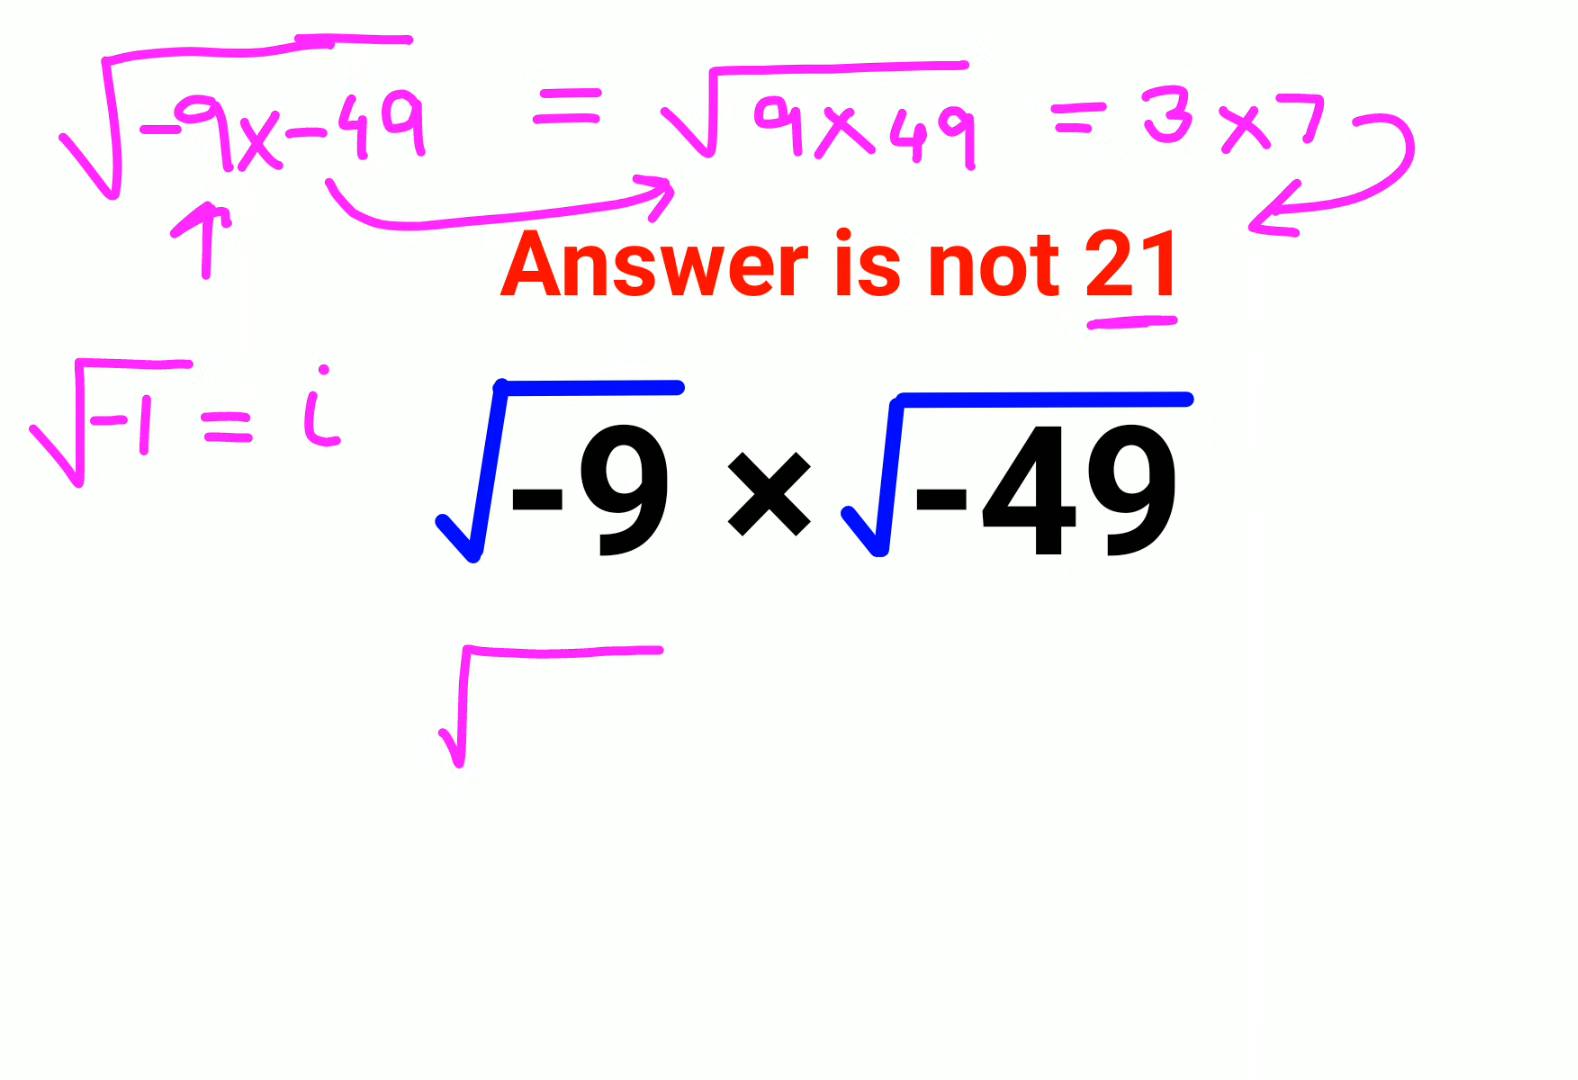 √-9x-49 = √9x49 = 3x7
Answer is not 21
√-1 = i
√-9 × √-49
√